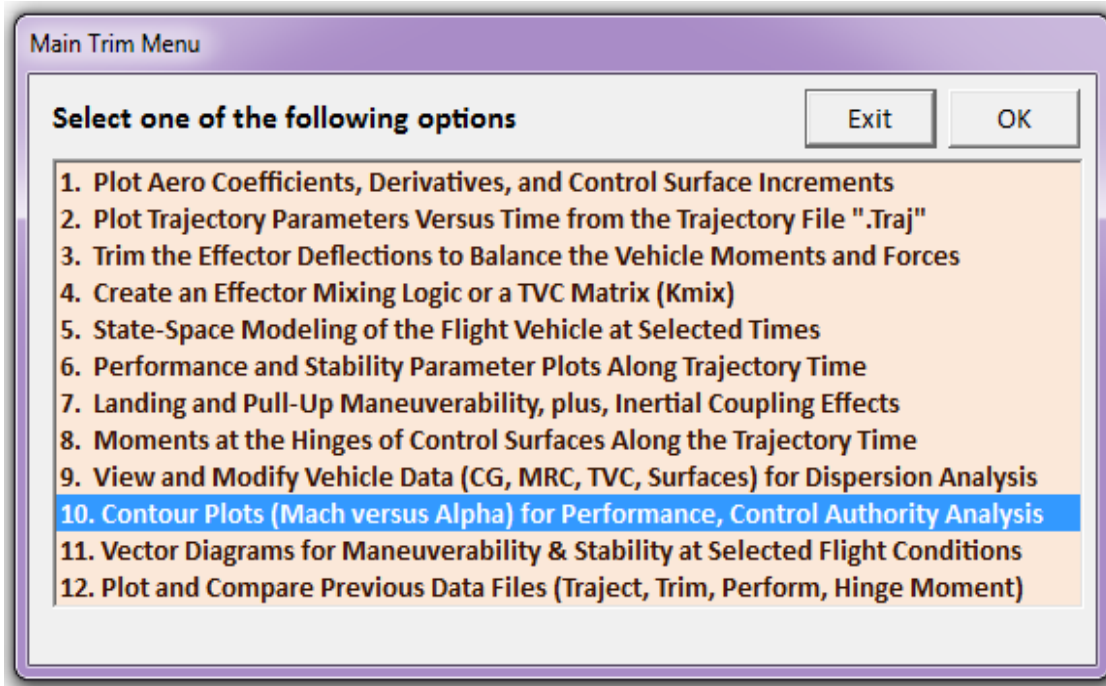 Main Trim Menu
Select one of the following options
Exit
OK
1. Plot Aero Coefficients, Derivatives, and Control Surface Increments
2. Plot Trajectory Parameters Versus Time from the Trajectory File ".Traj"
3. Trim the Effector Deflections to Balance the Vehicle Moments and Forces
4. Create an Effector Mixing Logic or a TVC Matrix (Kmix)
5. State-Space Modeling of the Flight Vehicle at Selected Times
6. Performance and Stability Parameter Plots Along Trajectory Time
7. Landing and Pull-Up Maneuverability, plus, Inertial Coupling Effects
8. Moments at the Hinges of Control Surfaces Along the Trajectory Time
9. View and Modify Vehicle Data (CG, MRC, TVC, Surfaces) for Dispersion Analysis
10. Contour Plots (Mach versus Alpha) for Performance, Control Authority Analysis
11. Vector Diagrams for Maneuverability & Stability at Selected Flight Conditions
12. Plot and Compare Previous Data Files (Traject, Trim, Perform, Hinge Moment)